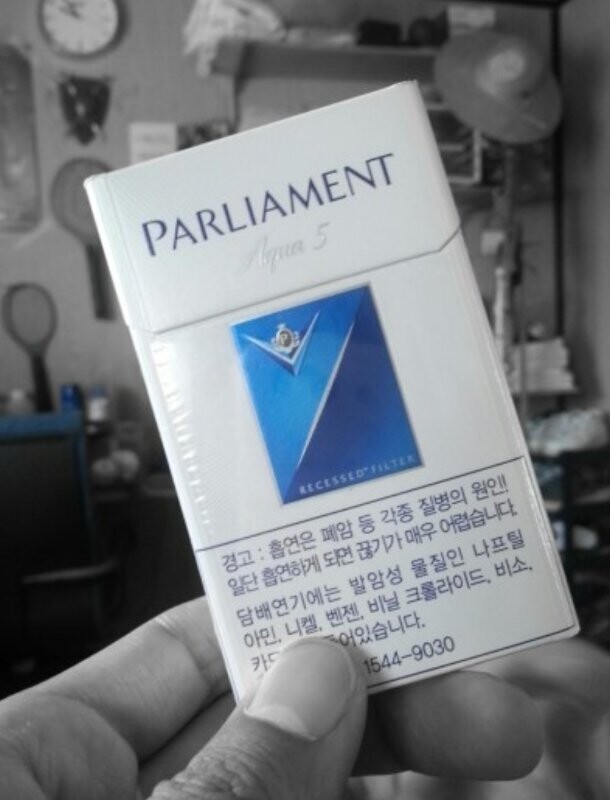 PARLIAMENT
Aqua 5
RECESSED™ FILTER
경고 : 흡연은 폐암 등 각종 질병의 원인!
일단 흡연하게 되면 끊기가 매우 어렵습니다.
담배연기에는 발암성 물질인 나프틸
아민, 니켈, 벤젠, 비닐 크롤라이드, 비소,
카드 들어있습니다.
1544-9030